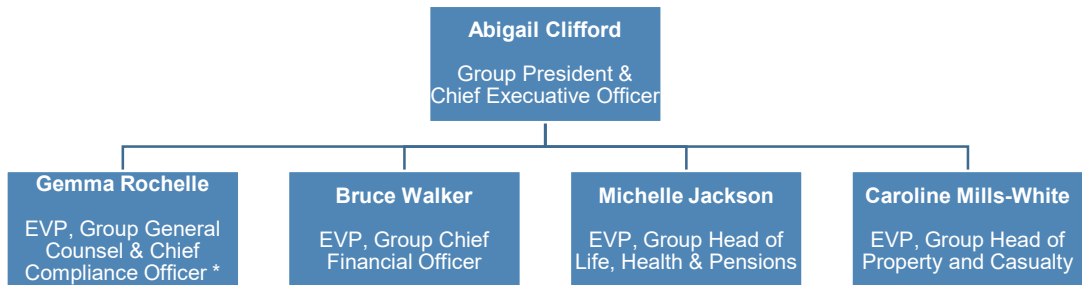 Abigail Clifford
Group President &
Chief Execuative Officer
Gemma Rochelle
EVP, Group General
Counsel & Chief
Compliance Officer *
Bruce Walker
EVP, Group Chief
Financial Officer
Michelle Jackson
EVP, Group Head of
Life, Health & Pensions
Caroline Mills-White
EVP, Group Head of
Property and Casualty